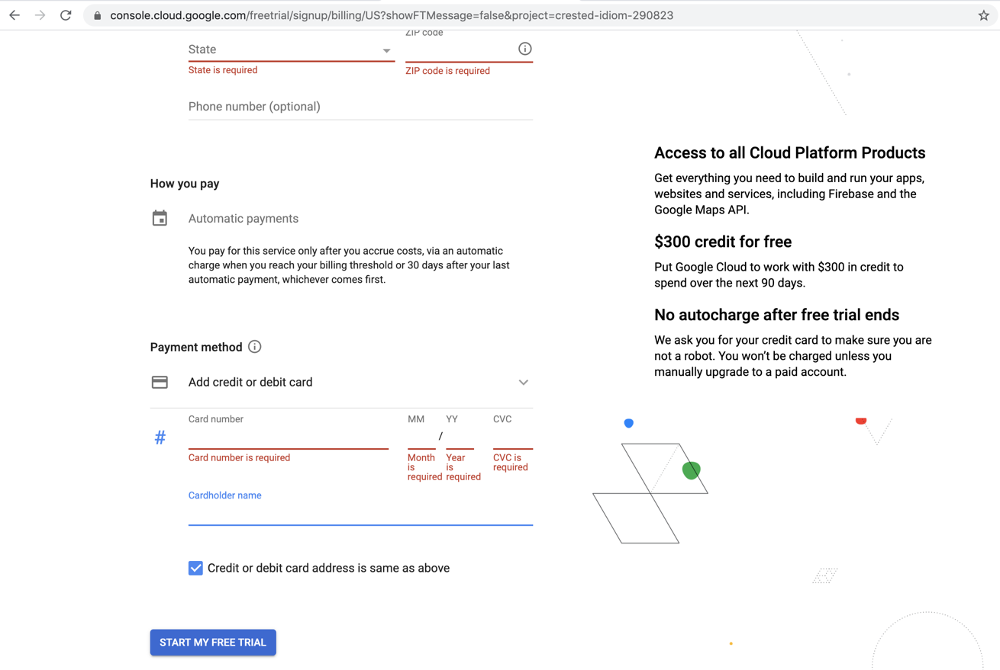 console.cloud.google.com/freetrial/signup/billing/US?showFTMessage=false&project=crested-idiom-290823
ZIP code
State
State is required
ZIP code is required
Phone number (optional)
How you pay
Automatic payments
You pay for this service only after you accrue costs, via an automatic
charge when you reach your billing threshold or 30 days after your last
automatic payment, whichever comes first.
Payment method
Add credit or debit card
Card number
MM
YY
CVC
#
/
Card number is required
Month
is
required
Year
is
required
CVC is
required
Cardholder name
Credit or debit card address is same as above
START MY FREE TRIAL
Access to all Cloud Platform Products
Get everything you need to build and run your apps,
websites and services, including Firebase and the
Google Maps API.
$300 credit for free
Put Google Cloud to work with $300 in credit to
spend over the next 90 days.
No autocharge after free trial ends
We ask you for your credit card to make sure you are
not a robot. You won’t be charged unless you
manually upgrade to a paid account.